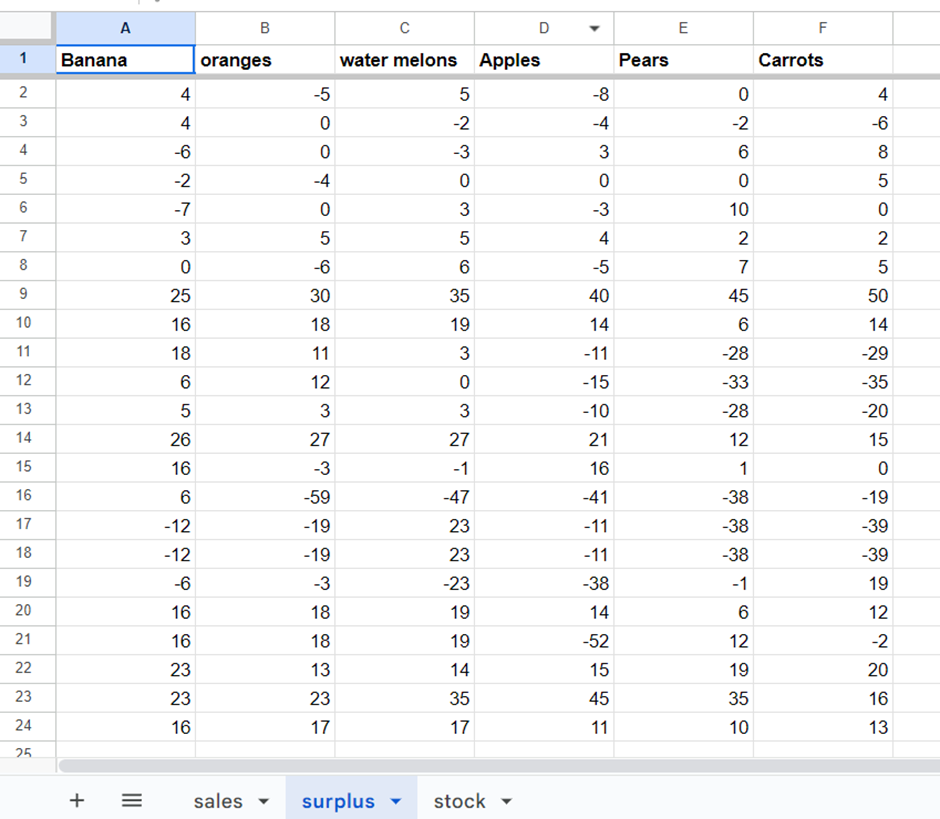 A B C D E F
1 Banana oranges water melons Apples Pears Carrots
2 4 -5 5 -8 0 4
3 4 0 -2 -4 -2 -6
4 -6 0 -3 3 6 8
5 -2 -4 0 0 0 5
6 -7 0 3 -3 10 0
7 3 5 5 4 2 2
8 0 -6 6 -5 7 5
9 25 30 35 40 45 50
10 16 18 19 14 6 14
11 18 11 3 -11 -28 -29
12 6 12 0 -15 -33 -35
13 5 3 3 -10 -28 -20
14 26 27 27 21 12 15
15 16 -3 -1 16 1 0
16 6 -59 -47 -41 -38 -19
17 -12 -19 23 -11 -38 -39
18 -12 -19 23 -11 -38 -39
19 -6 -3 -23 -38 -1 19
20 16 18 19 14 6 12
21 16 18 19 -52 12 -2
22 23 13 14 15 19 20
23 23 23 35 45 35 16
24 16 17 17 11 10 13
25
sales surplus stock